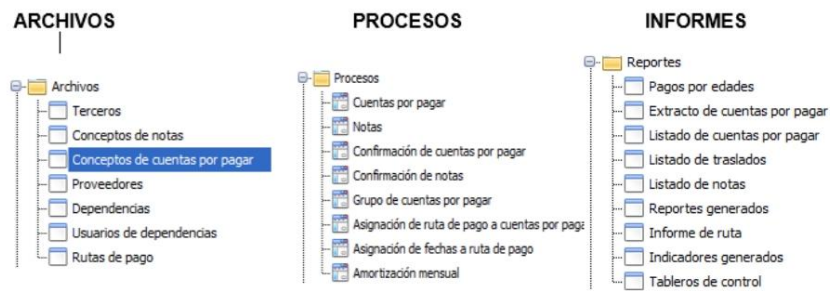 ARCHIVOS
Archivos
Terceros
Conceptos de notas
Conceptos de cuentas por pagar
Proveedores
Dependencias
Usuarios de dependencias
Rutas de pago
PROCESOS
Procesos
Cuentas por pagar
Notas
Confirmación de cuentas por pagar
Confirmación de notas
Grupo de cuentas por pagar
Asignación de ruta de pago a cuentas por paga
Asignación de fechas a ruta de pago
Amortización mensual
INFORMES
Reportes
Pagos por edades
Extracto de cuentas por pagar
Listado de cuentas por pagar
Listado de traslados
Listado de notas
Reportes generados
Informe de ruta
Indicadores generados
Tableros de control